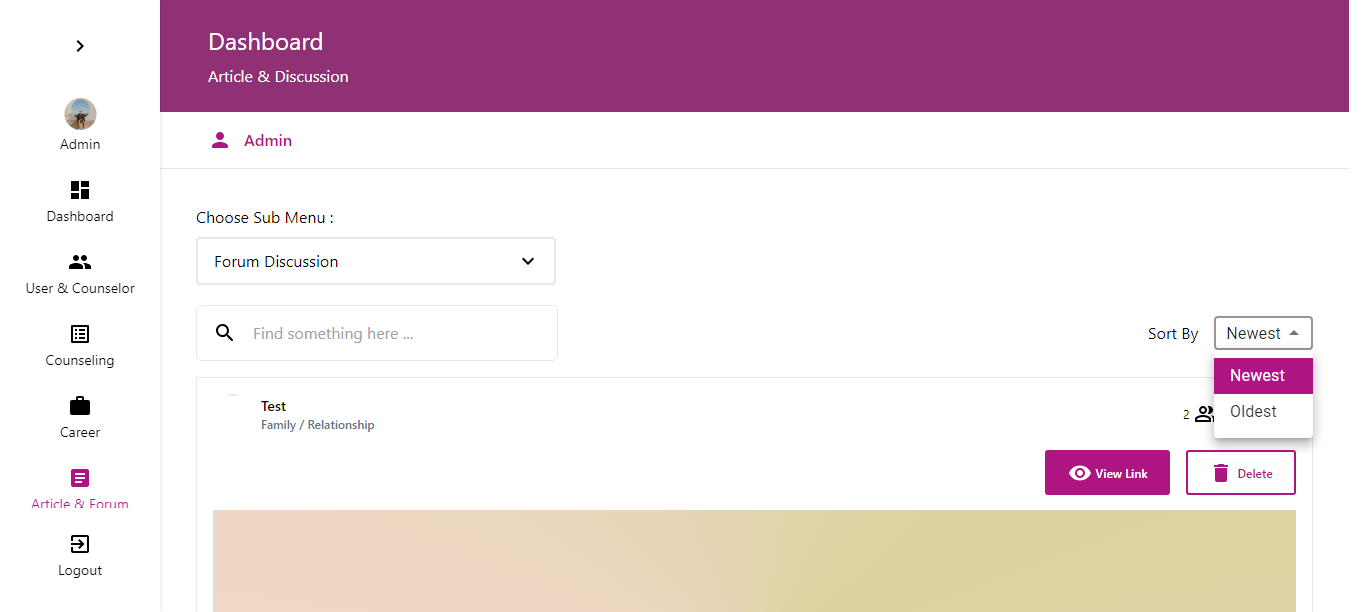 Dashboard
Article & Discussion
Admin
Admin
Dashboard
User & Counselor
Counseling
Career
Article & Forum
Logout
Choose Sub Menu :
Forum Discussion
Find something here ...
Sort By
Newest
Newest
Oldest
Test
Family / Relationship
2
View Link
Delete